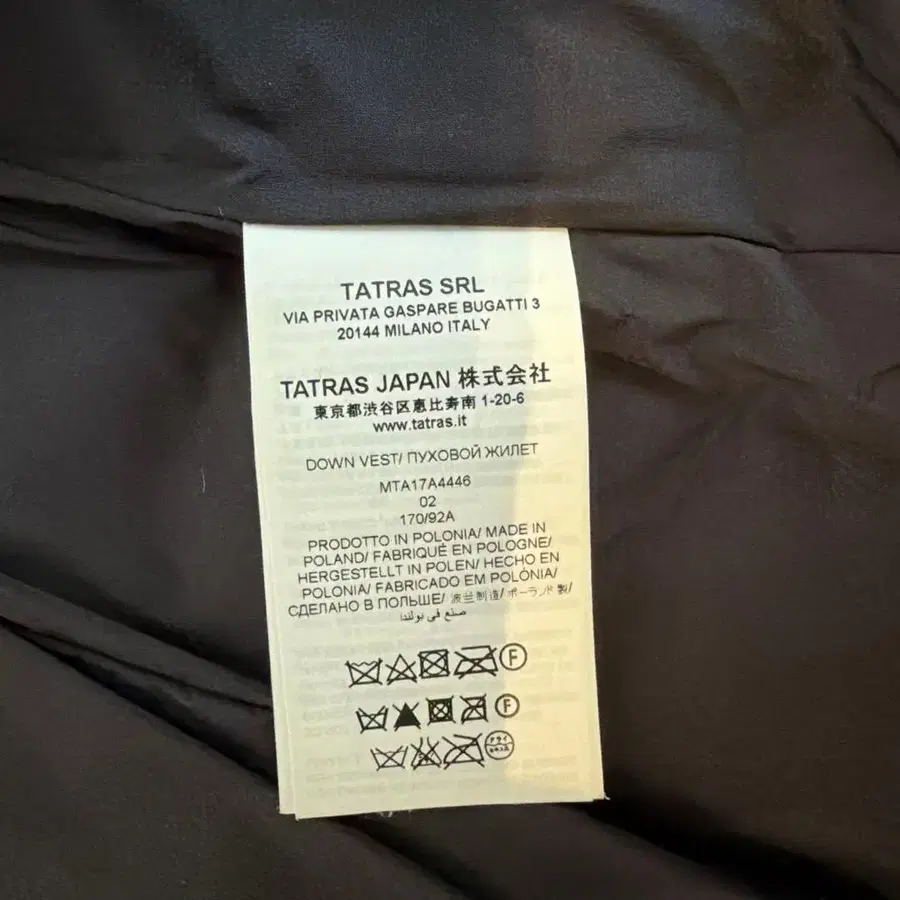 TATRAS SRL
VIA PRIVATA GASPARE BUGATTI 3
20144 MILANO ITALY
TATRAS JAPAN 株式会社
東京都渋谷区恵比寿南 1-20-6
www.tatras.it
DOWN VEST/ ПУХОВОЙ ЖИЛЕТ
MTA17A4446
02
170/92A
PRODOTTO IN POLONIA/ MADE IN
POLAND/ FABRIQUÉ EN POLOGNE/
HERGESTELLT IN POLEN/ HECHO EN
POLONIA/ FABRICADO EM POLÓNIA/
СДЕЛАНО В ПОЛЬШЕ/ 波兰制造/ ポーランド製/
صنع في بولندا
F
F